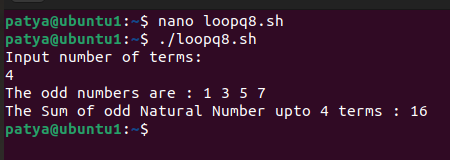 patya@ubuntu1:~$ nano loopq8.sh
patya@ubuntu1:~$ ./loopq8.sh
Input number of terms:
4
The odd numbers are : 1 3 5 7
The Sum of odd Natural Number upto 4 terms : 16
patya@ubuntu1:~$